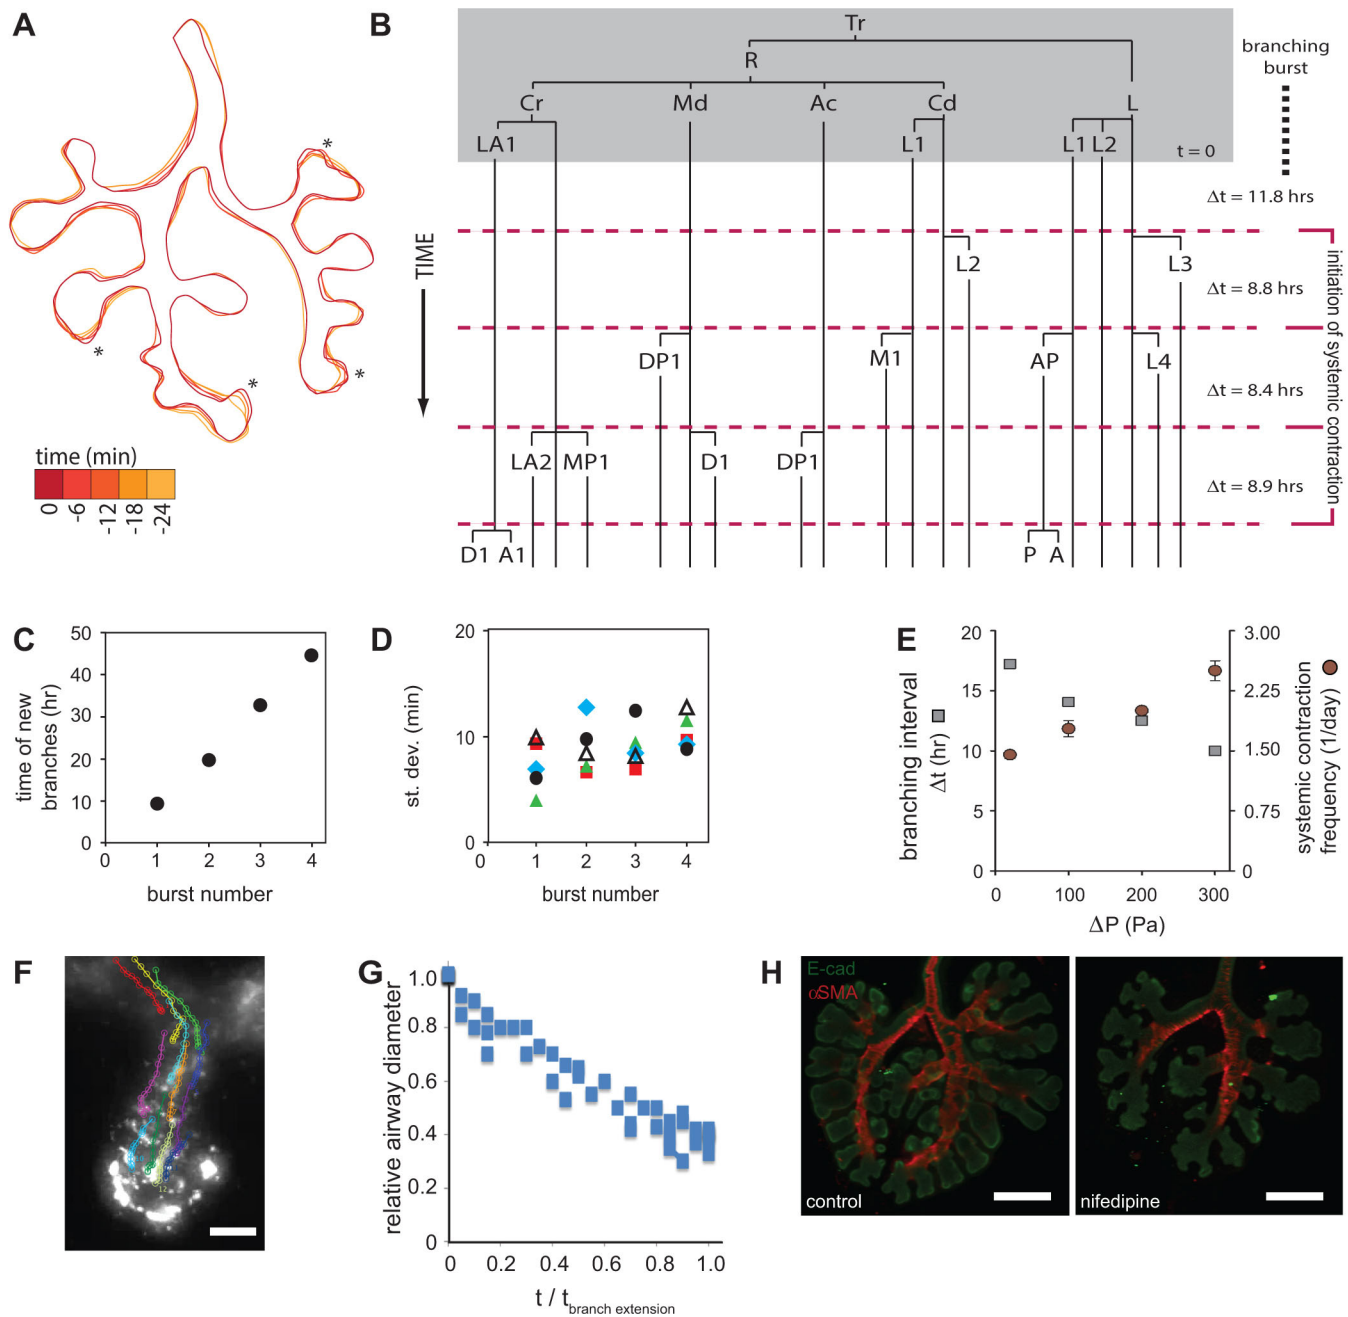 A
time (min)
0
-6
-12
-18
-24
*
*
*
*
B
Tr
R
Cr
Md
Ac
Cd
L
LA1
L1
L1
L2
t = 0
branching
burst
Δt = 11.8 hrs
TIME
L2
L3
Δt = 8.8 hrs
DP1
M1
AP
L4
Δt = 8.4 hrs
LA2
MP1
D1
DP1
Δt = 8.9 hrs
D1
A1
P
A
initiation of systemic contraction
C
time of new
branches (hr)
50
40
30
20
10
0
0
1
2
3
4
burst number
D
st. dev. (min)
20
10
0
0
1
2
3
4
burst number
E
branching interval
Δt (hr)
20
15
10
5
0
0
100
200
300
ΔP (Pa)
3.00
2.25
1.50
0.75
0
systemic contraction
frequency (1/day)
F
12
G
relative airway diameter
1.0
0.8
0.6
0.4
0.2
0
0
0.2
0.4
0.6
0.8
1.0
t / t branch extension
H
E-cad
αSMA
control
nifedipine